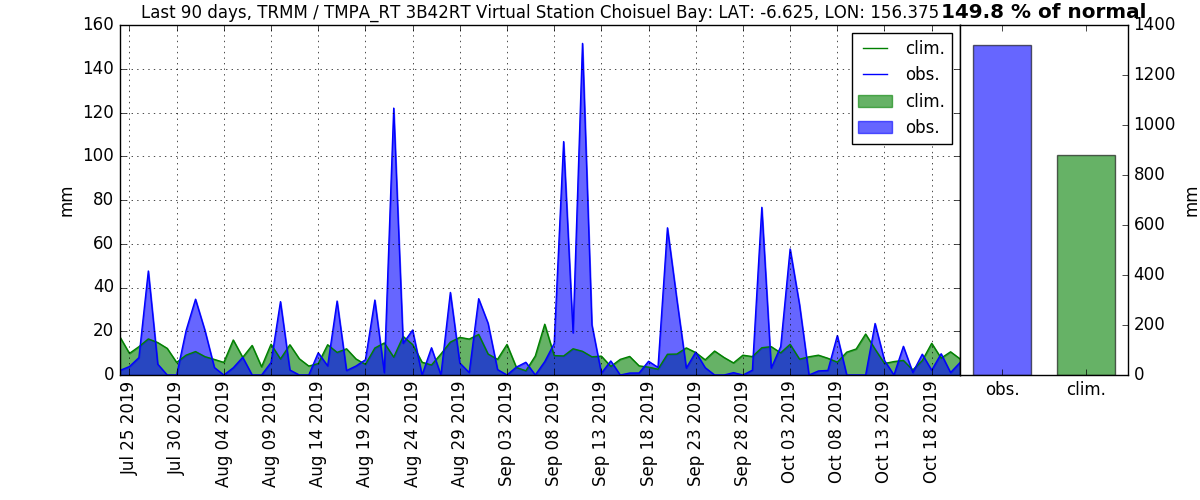 Last 90 days, TRMM / TMPA_RT 3B42RT Virtual Station Choisuel Bay: LAT: -6.625, LON: 156.375 149.8 % of normal
160
140
120
100
80
60
40
20
0
mm
clim.
obs.
clim.
obs.
Jul 25 2019
Jul 30 2019
Aug 04 2019
Aug 09 2019
Aug 14 2019
Aug 19 2019
Aug 24 2019
Aug 29 2019
Sep 03 2019
Sep 08 2019
Sep 13 2019
Sep 18 2019
Sep 23 2019
Sep 28 2019
Oct 03 2019
Oct 08 2019
Oct 13 2019
Oct 18 2019
1400
1200
1000
800
600
400
200
0
mm
obs. clim.